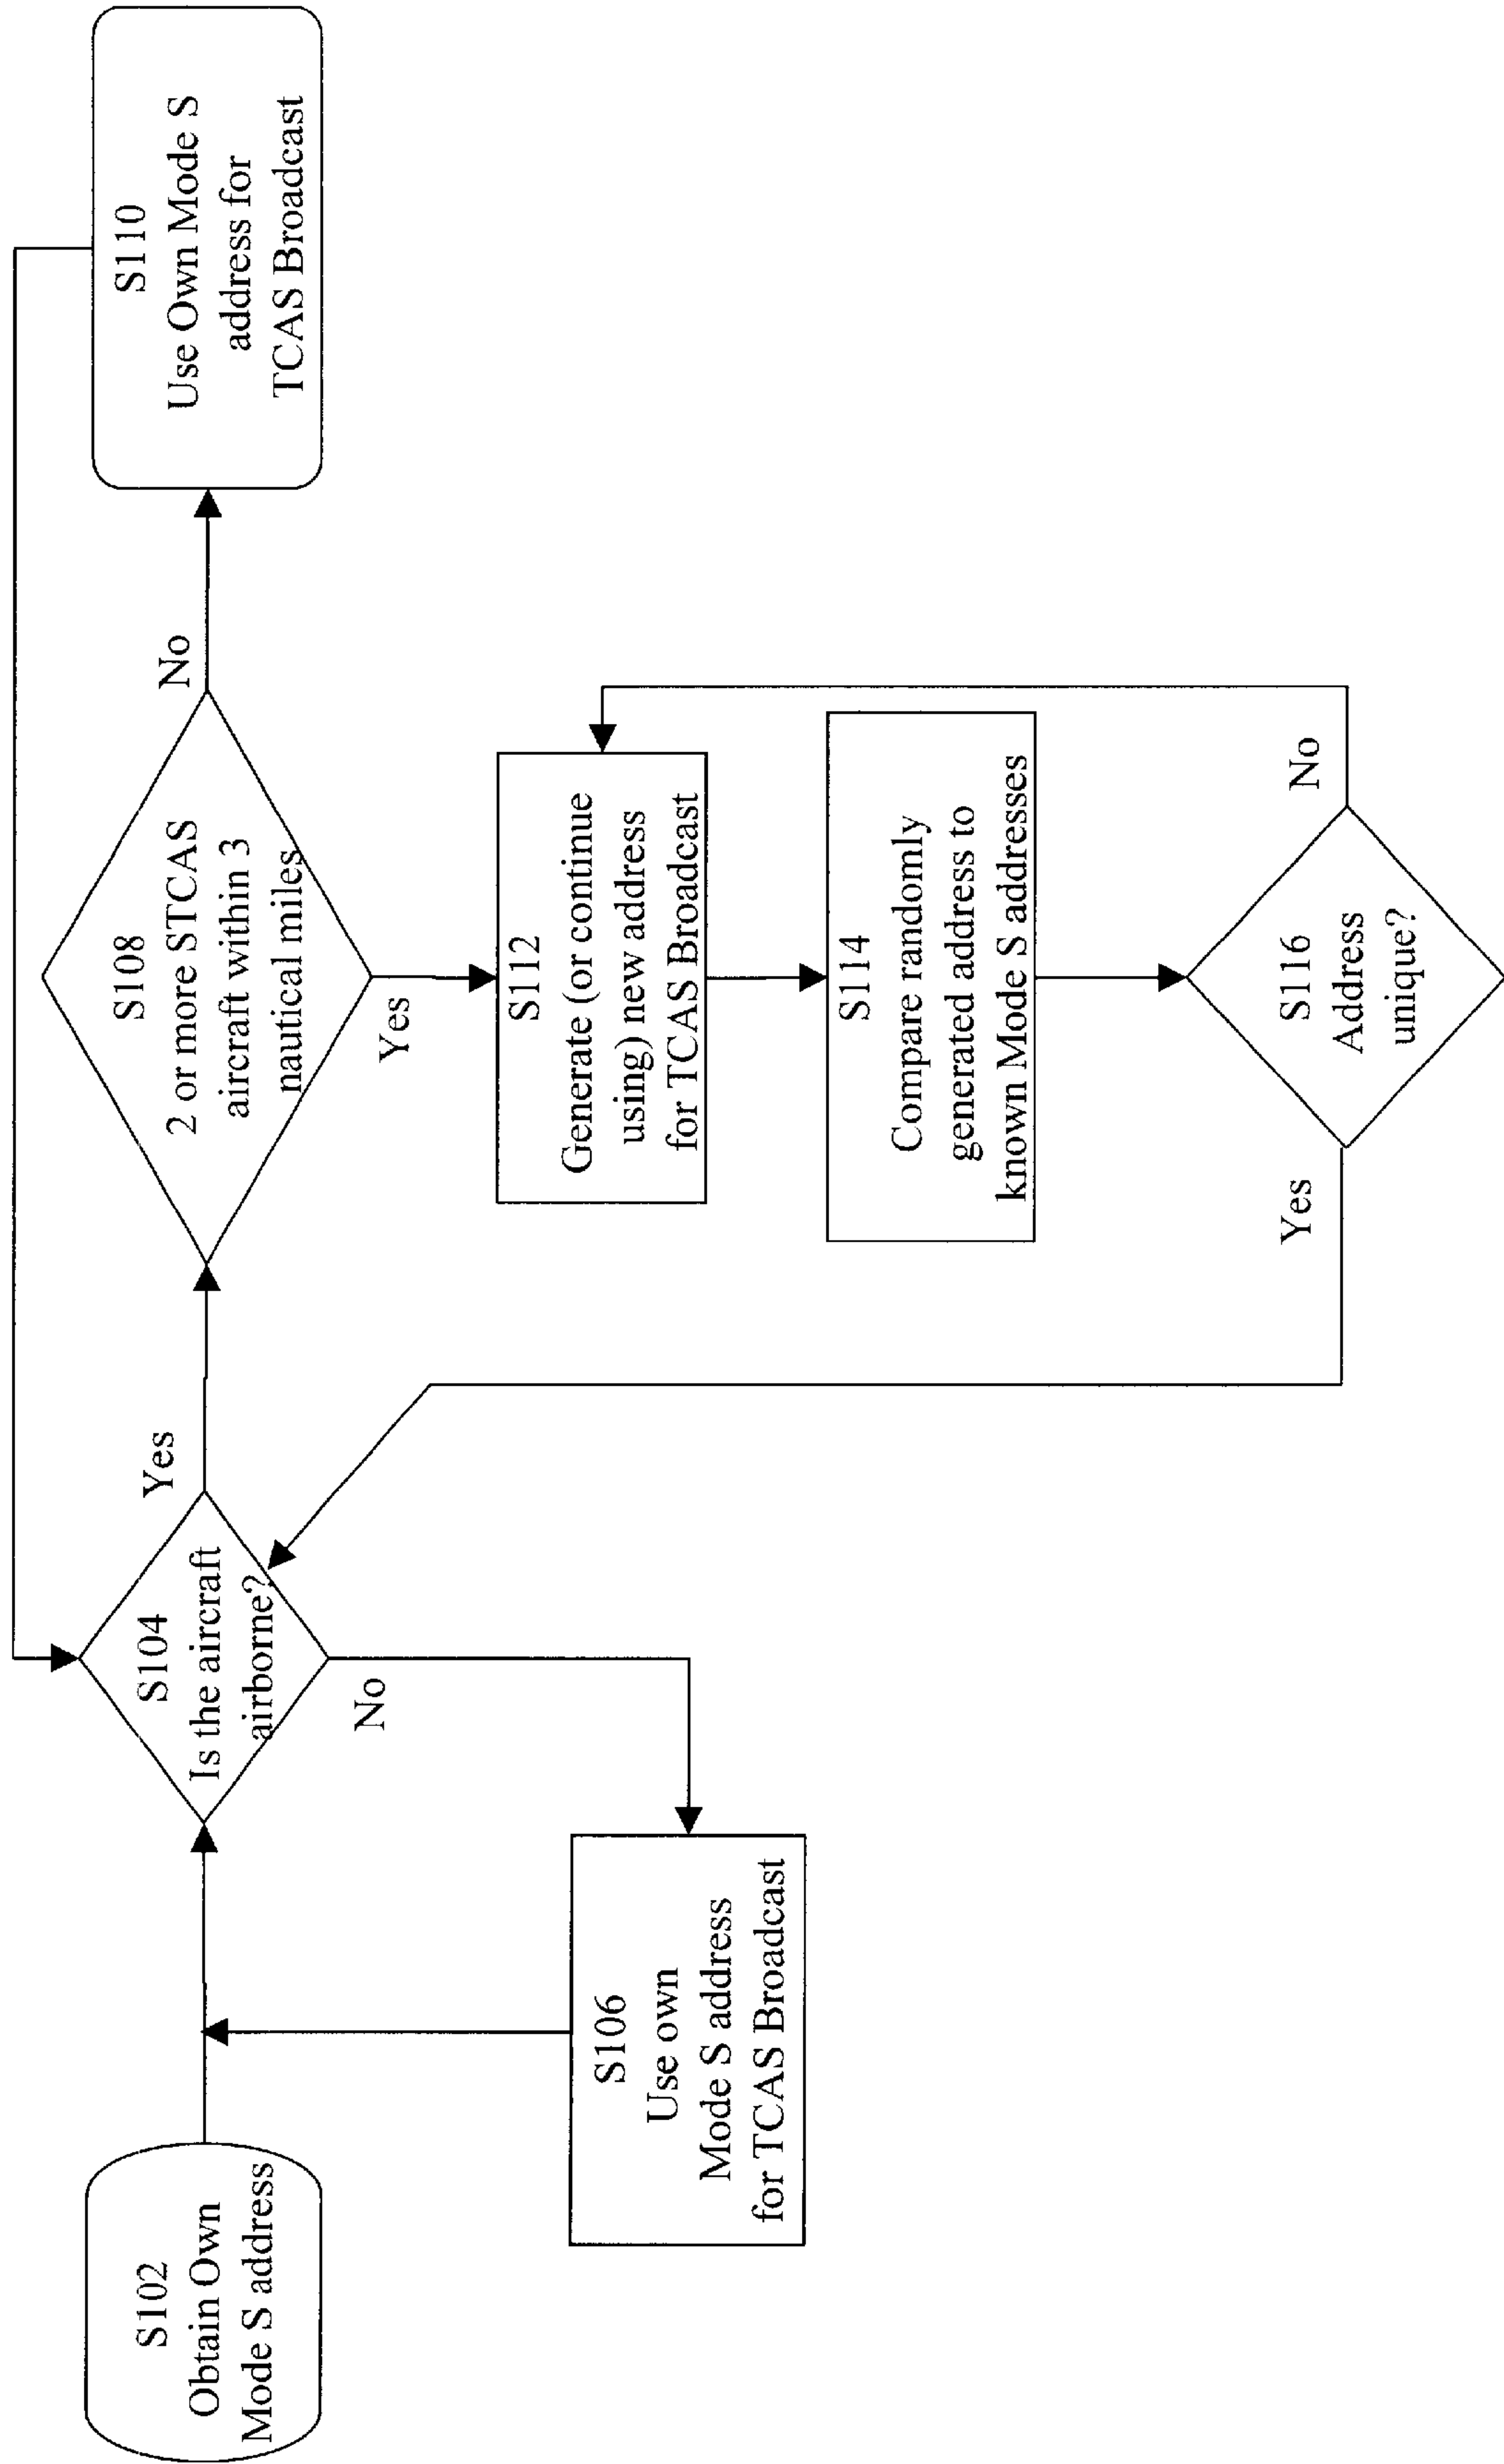 S102
Obtain Own
Mode S address
S104
Is the aircraft
airborne?
Yes
No
S106
Use own
Mode S address
for TCAS Broadcast
S108
2 or more STCAS
aircraft within 3
nautical miles
No
Yes
S110
Use Own Mode S
address for
TCAS Broadcast
S112
Generate (or continue
using) new address
for TCAS Broadcast
S114
Compare randomly
generated address to
known Mode S addresses
S116
Address
unique?
No
Yes